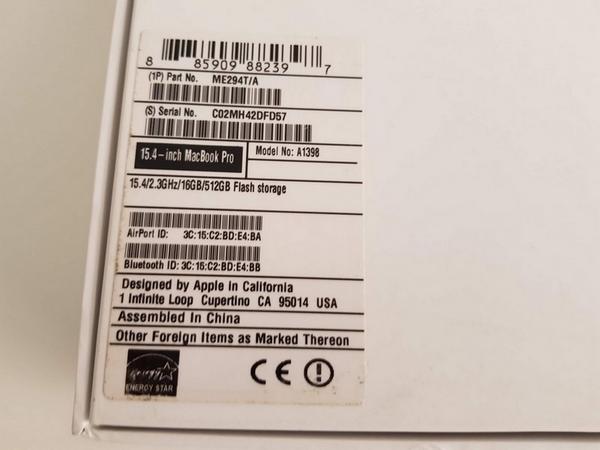 8 85909 88239 7
(1P) Part No. ME294T/A
(S) Serial No. C02MH42DFD57
15.4-inch MacBook Pro
Model No: A1398
15.4/2.3GHz/16GB/512GB Flash storage
AirPort ID: 3C:15:C2:BD:E4:BA
Bluetooth ID: 3C:15:C2:BD:E4:BB
Designed by Apple In California
1 Infinite Loop Cupertino CA 95014 USA
Assembled In China
Other Foreign Items as Marked Thereon
energy
ENERGY STAR
CE